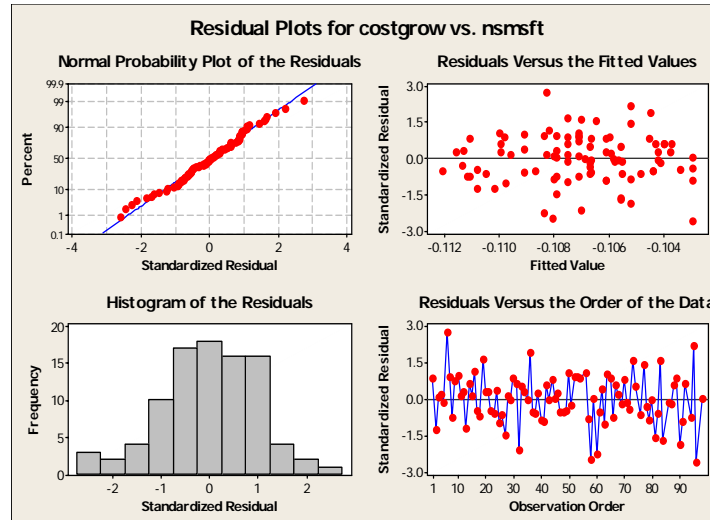 Residual Plots for costgrow vs. nsmsft
Normal Probability Plot of the Residuals
99.9
99
90
50
10
1
0.1
Percent
-4 -2 0 2 4
Standardized Residual
Residuals Versus the Fitted Values
3.0
1.5
0.0
-1.5
-3.0
Standardized Residual
-0.112 -0.110 -0.108 -0.106 -0.104
Fitted Value
Histogram of the Residuals
20
15
10
5
0
Frequency
-2 -1 0 1 2
Standardized Residual
Residuals Versus the Order of the Data
3.0
1.5
0.0
-1.5
-3.0
Standardized Residual
1 10 20 30 40 50 60 70 80 90
Observation Order